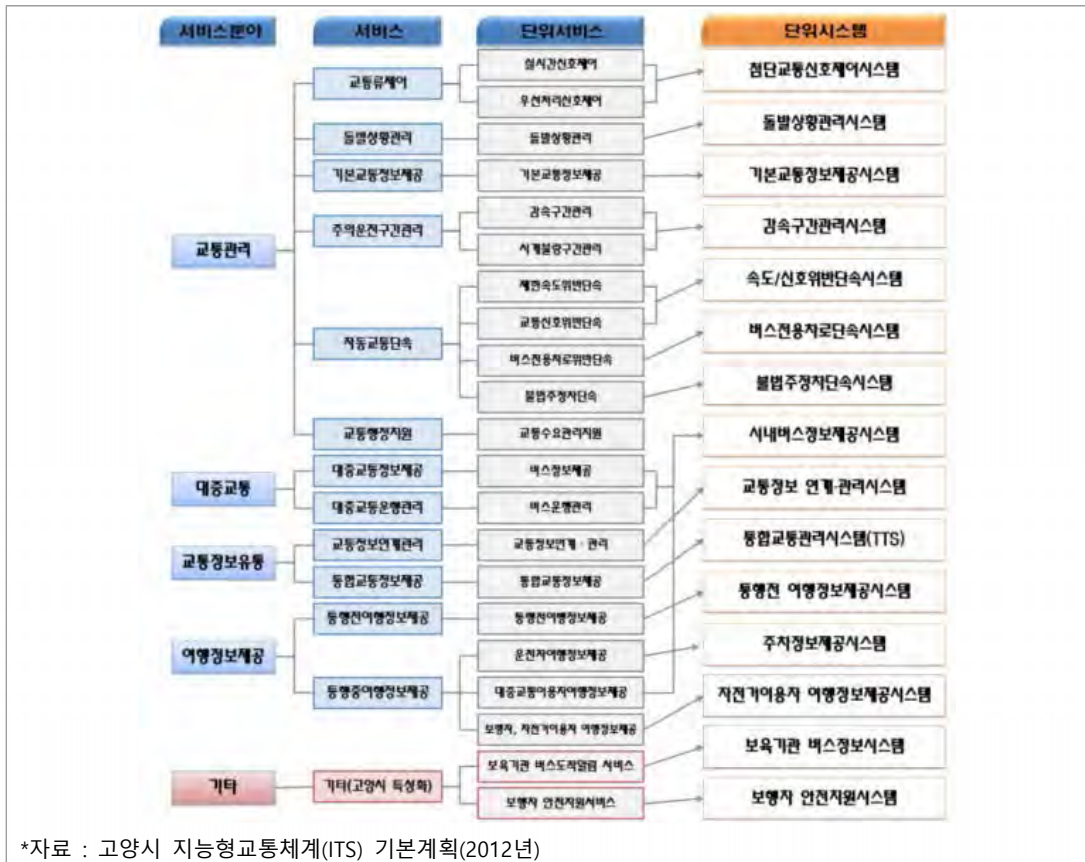 서비스분야 서비스 단위서비스 단위시스템
교통관리
대중교통
교통정보유통
여행정보제공
기타
교통류제어
돌발상황관리
기본교통정보제공
주의운전구간관리
자동교통단속
교통행정지원
대중교통정보제공
대중교통운행관리
교통정보연계관리
통합교통정보제공
통행전여행정보제공
통행중여행정보제공
기타(고양시 특성화)
실시간신호제어
우선처리신호제어
돌발상황관리
기본교통정보제공
감속구간관리
시계불량구간관리
제한속도위반단속
교통신호위반단속
버스전용차로위반단속
불법주정차단속
교통수요관리지원
버스정보제공
버스운행관리
교통정보연계 · 관리
통합교통정보제공
통행전여행정보제공
운전자여행정보제공
대중교통이용자여행정보제공
보행자, 자전거이용자 여행정보제공
보육기관 버스도착알림 서비스
보행자 안전지원서비스
첨단교통신호제어시스템
돌발상황관리시스템
기본교통정보제공시스템
감속구간관리시스템
속도/신호위반단속시스템
버스전용차로단속시스템
불법주정차단속시스템
시내버스정보제공시스템
교통정보 연계·관리시스템
통합교통관리시스템(TTS)
통행전 여행정보제공시스템
주차정보제공시스템
자전거이용자 여행정보제공시스템
보육기관 버스정보시스템
보행자 안전지원시스템
*자료 : 고양시 지능형교통체계(ITS) 기본계획(2012년)